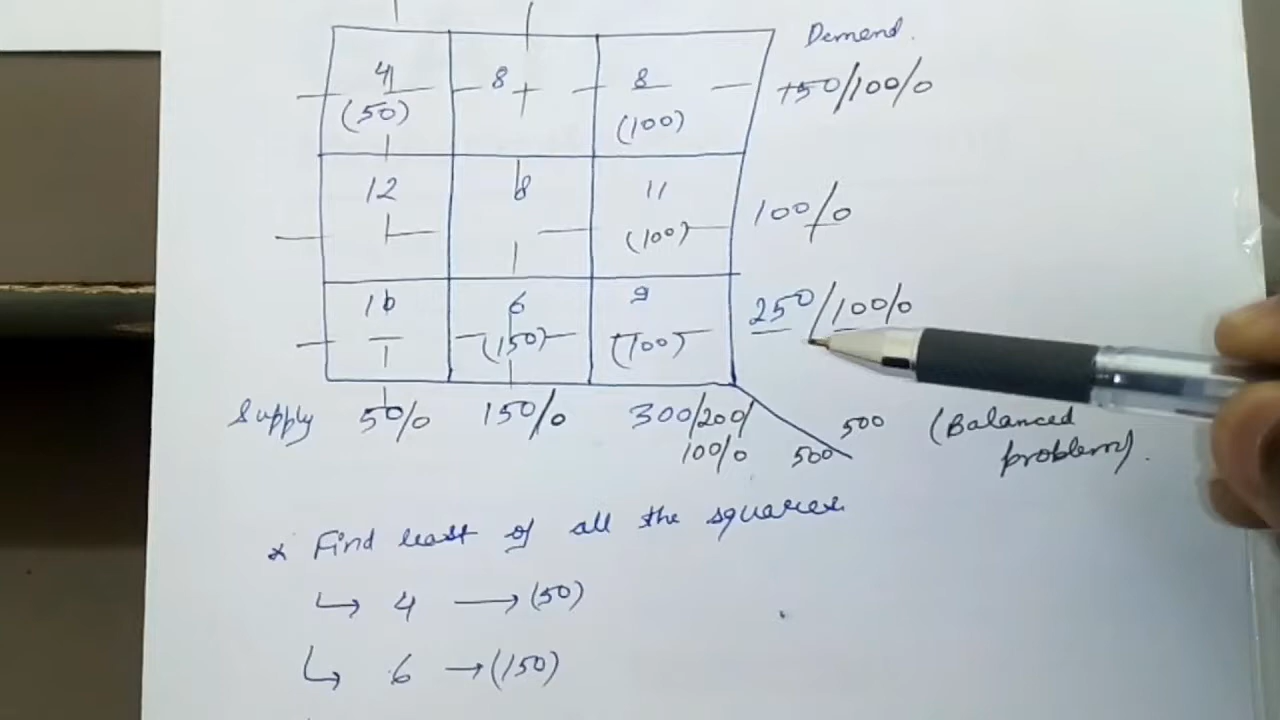 Demand.
4 8 8 150/100/0
(50) (100)
12 8 11 100/0
(100)
16 6 9 250/100/0
(150) (100)
Supply 50/0 150/0 300/200/ 500 (Balanced
100/0 500 problem).
* Find least of all the squares.
↳ 4 → (50)
↳ 6 → (150)